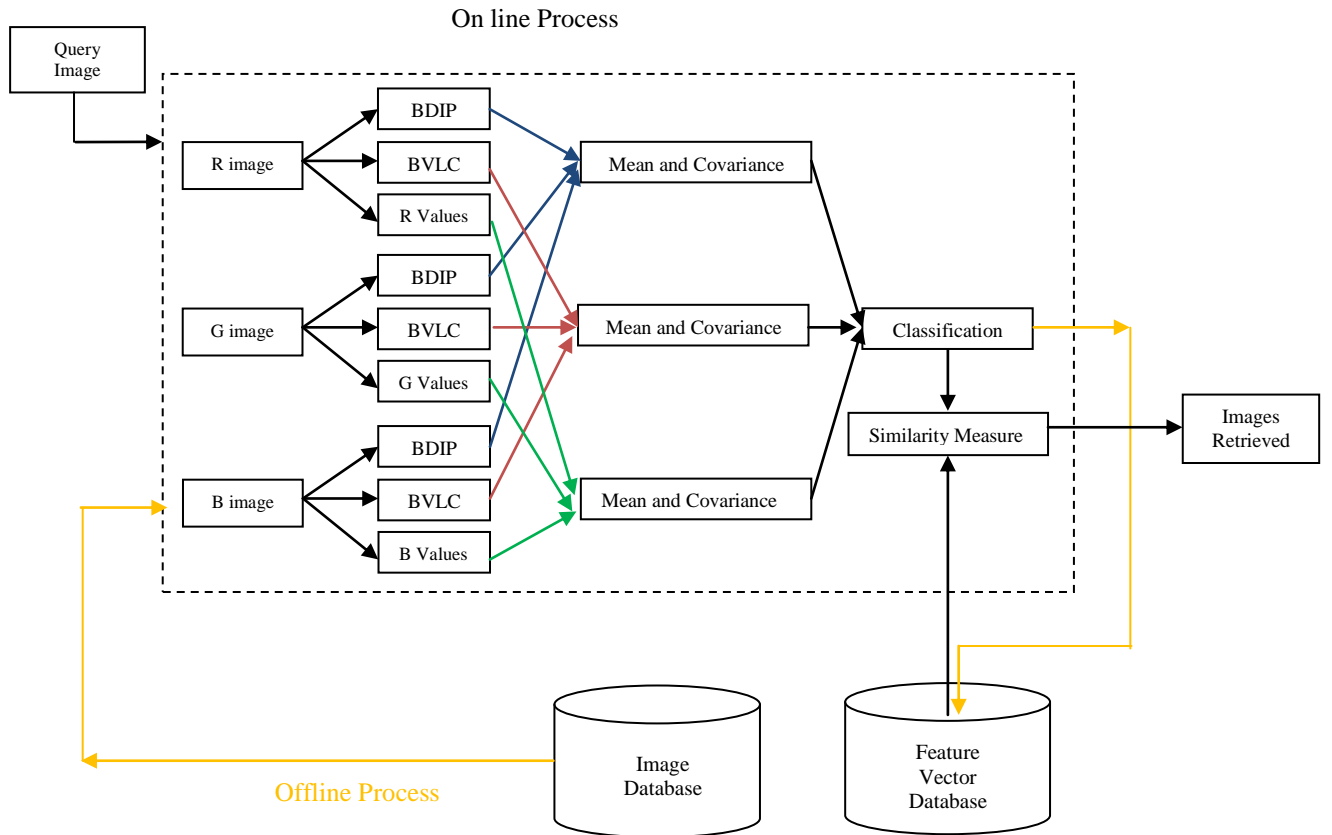 On line Process
Query
Image
R image
BDIP
BVLC
R Values
G image
BDIP
BVLC
G Values
B image
BDIP
BVLC
B Values
Mean and Covariance
Mean and Covariance
Mean and Covariance
Classification
Similarity Measure
Images
Retrieved
Image
Database
Feature
Vector
Database
Offline Process